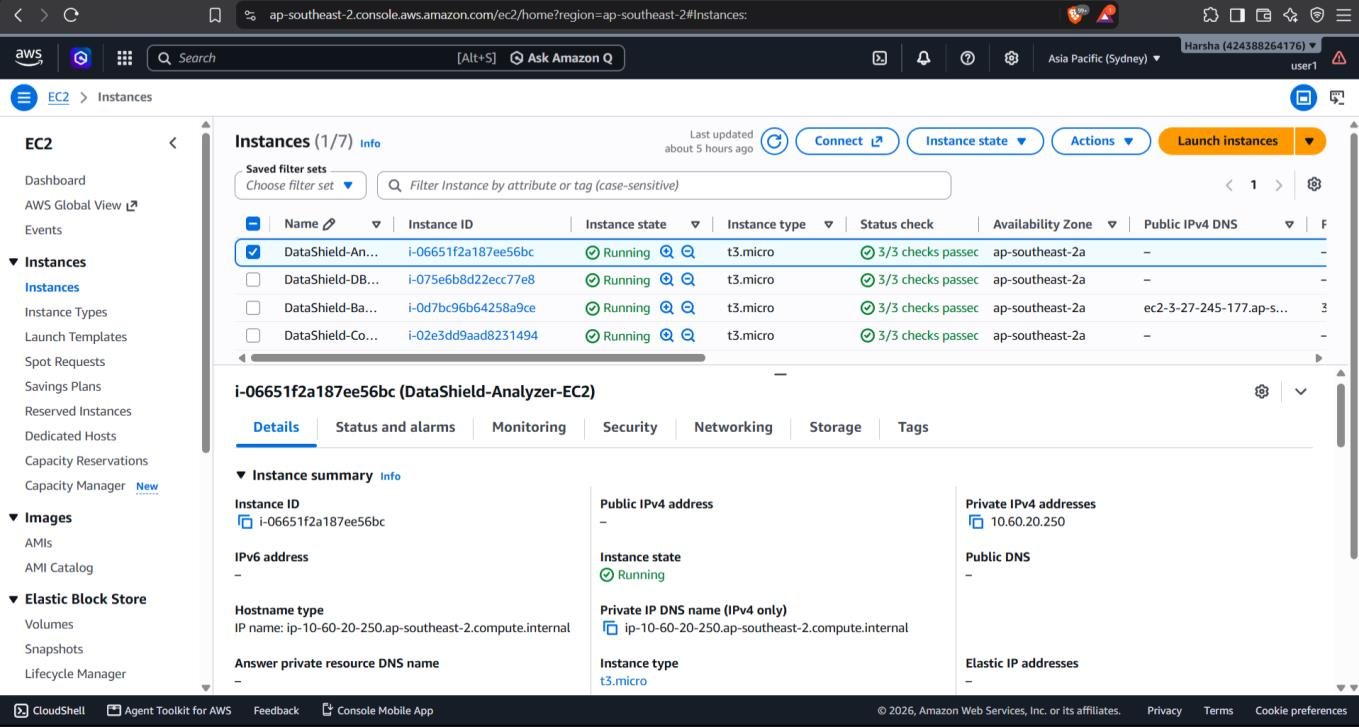 ap-southeast-2.console.aws.amazon.com/ec2/home?region=ap-southeast-2#Instances:
99+
1
aws
Search
[Alt+S]
Ask Amazon Q
Asia Pacific (Sydney)
Harsha (424388264176)
user1
EC2
Instances
EC2
Dashboard
AWS Global View
Events
Instances
Instances
Instance Types
Launch Templates
Spot Requests
Savings Plans
Reserved Instances
Dedicated Hosts
Capacity Reservations
Capacity Manager New
Images
AMIs
AMI Catalog
Elastic Block Store
Volumes
Snapshots
Lifecycle Manager
Instances (1/7) Info
Last updated
about 5 hours ago
Connect
Instance state
Actions
Launch instances
Saved filter sets
Choose filter set
Filter Instance by attribute or tag (case-sensitive)
1
Name Instance ID Instance state Instance type Status check Availability Zone Public IPv4 DNS
DataShield-An... i-06651f2a187ee56bc Running t3.micro 3/3 checks passed ap-southeast-2a –
DataShield-DB... i-075e6b8d22ecc77e8 Running t3.micro 3/3 checks passed ap-southeast-2a –
DataShield-Ba... i-0d7bc96b64258a9ce Running t3.micro 3/3 checks passed ap-southeast-2a ec2-3-27-245-177.ap-s...
DataShield-Co... i-02e3dd9aad8231494 Running t3.micro 3/3 checks passed ap-southeast-2a –
i-06651f2a187ee56bc (DataShield-Analyzer-EC2)
Details
Status and alarms
Monitoring
Security
Networking
Storage
Tags
Instance summary Info
Instance ID
i-06651f2a187ee56bc
Public IPv4 address
–
Private IPv4 addresses
10.60.20.250
IPv6 address
–
Instance state
Running
Public DNS
–
Hostname type
IP name: ip-10-60-20-250.ap-southeast-2.compute.internal
Private IP DNS name (IPv4 only)
ip-10-60-20-250.ap-southeast-2.compute.internal
Answer private resource DNS name
–
Instance type
t3.micro
Elastic IP addresses
–
CloudShell
Agent Toolkit for AWS
Feedback
Console Mobile App
© 2026, Amazon Web Services, Inc. or its affiliates.
Privacy
Terms
Cookie preferences